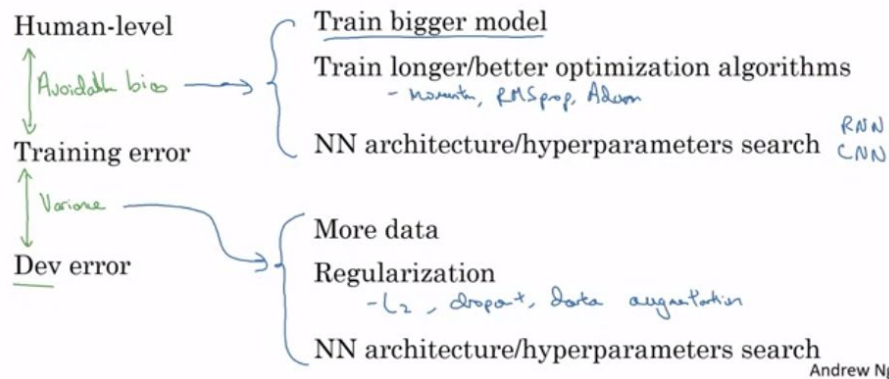 Human-level
Train bigger model
Avoidable bias
Train longer/better optimization algorithms
- momentum, RMSprop, Adam
Training error
NN architecture/hyperparameters search
RNN
CNN
Variance
More data
Dev error
Regularization
- L2, dropout, data augmentation
NN architecture/hyperparameters search
Andrew N